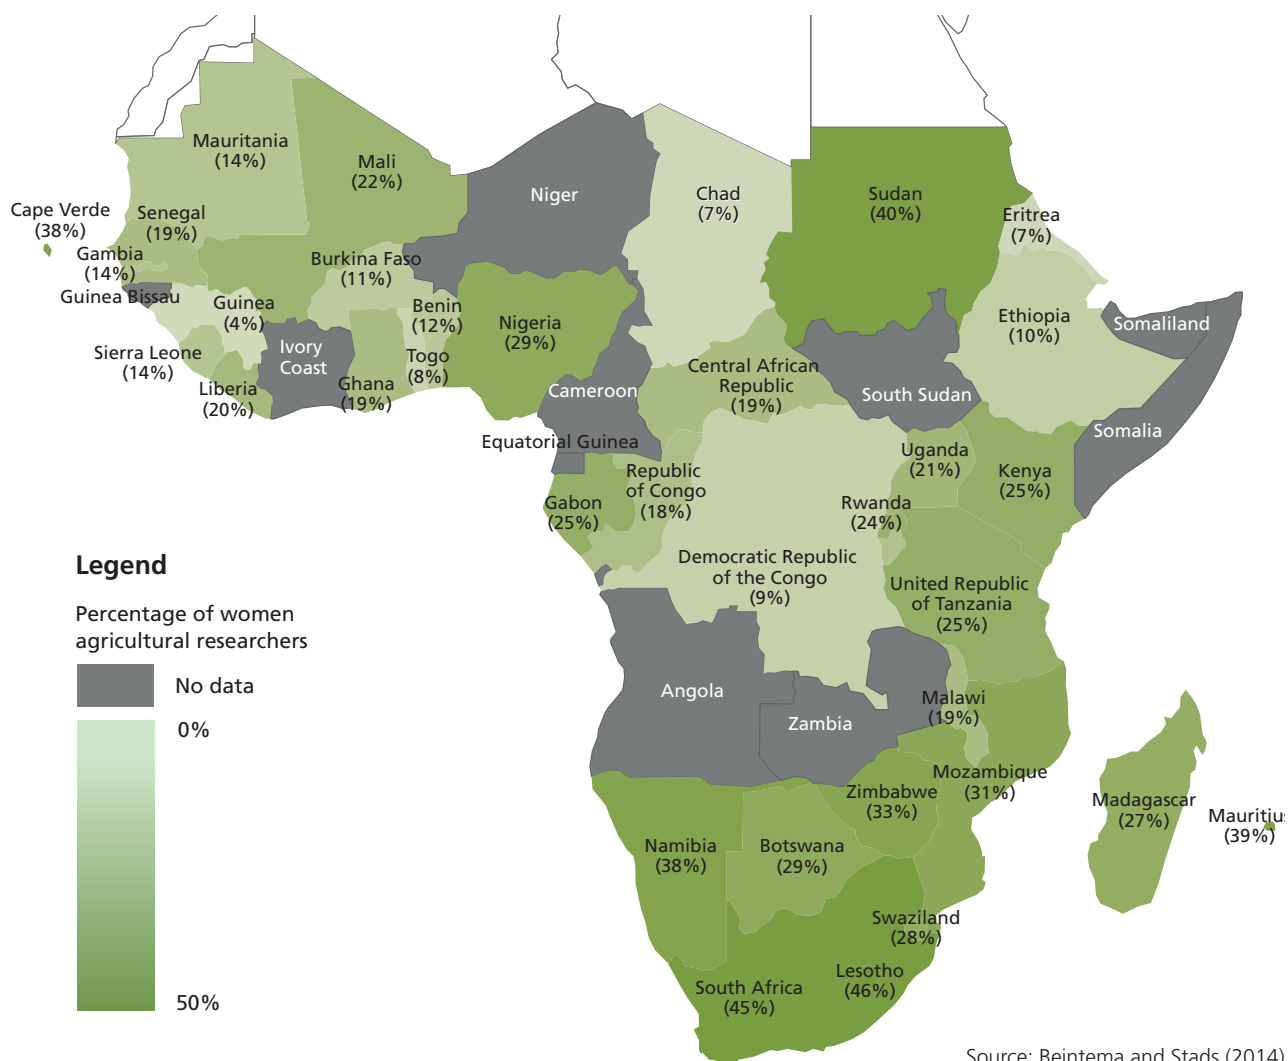 Mauritania
(14%)
Mali
(22%)
Niger
Chad
(7%)
Sudan
(40%)
Eritrea
(7%)
Cape Verde
(38%)
Senegal
(19%)
Gambia
(14%)
Guinea Bissau
Burkina Faso
(11%)
Guinea
(4%)
Benin
(12%)
Nigeria
(29%)
Ethiopia
(10%)
Somaliland
Sierra Leone
(14%)
Ivory
Coast
Togo
(8%)
Liberia
(20%)
Ghana
(19%)
Cameroon
Central African
Republic
(19%)
South Sudan
Somalia
Equatorial Guinea
Uganda
(21%)
Kenya
(25%)
Republic
of Congo
(18%)
Gabon
(25%)
Rwanda
(24%)
Democratic Republic
of the Congo
(9%)
United Republic
of Tanzania
(25%)
Angola
Zambia
Malawi
(19%)
Mozambique
(31%)
Zimbabwe
(33%)
Madagascar
(27%)
Mauritius
(39%)
Namibia
(38%)
Botswana
(29%)
Swaziland
(28%)
Lesotho
(46%)
South Africa
(45%)
Legend
Percentage of women
agricultural researchers
No data
0%
50%
Source: Beintema and Stads (2014)